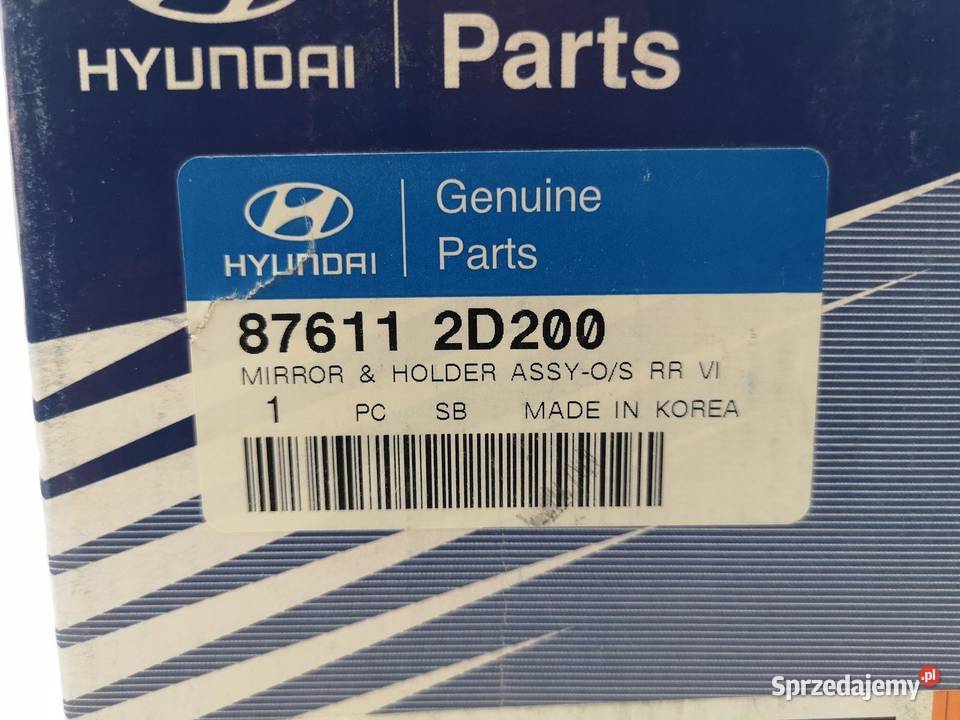 HYUNDAI
Parts
HYUNDAI
Genuine
Parts
87611 2D200
MIRROR & HOLDER ASSY-O/S RR VI
1 PC SB MADE IN KOREA
Sprzedajemy.pl